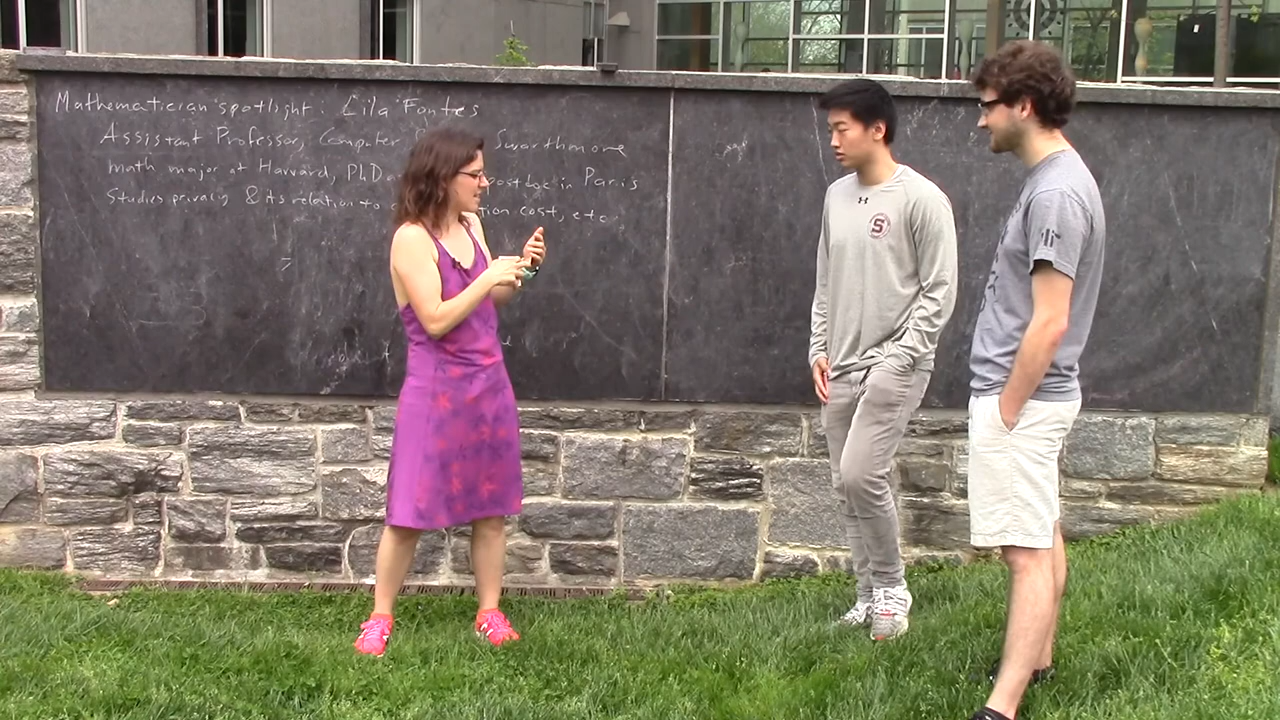 Mathematician spotlight: Lila Fontes
Assistant Professor, Computer Swarthmore
math major at Harvard, PhD postdoc in Paris
Studies privacy & its relation to tion cost, etc
S